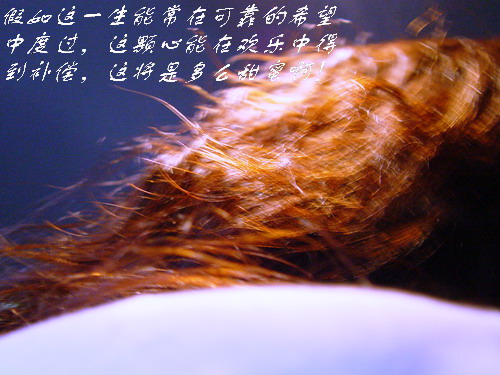 假如这一生能常在可靠的希望
中度过，这颗心能在欢乐中得
到补偿，这将是多么甜蜜啊！